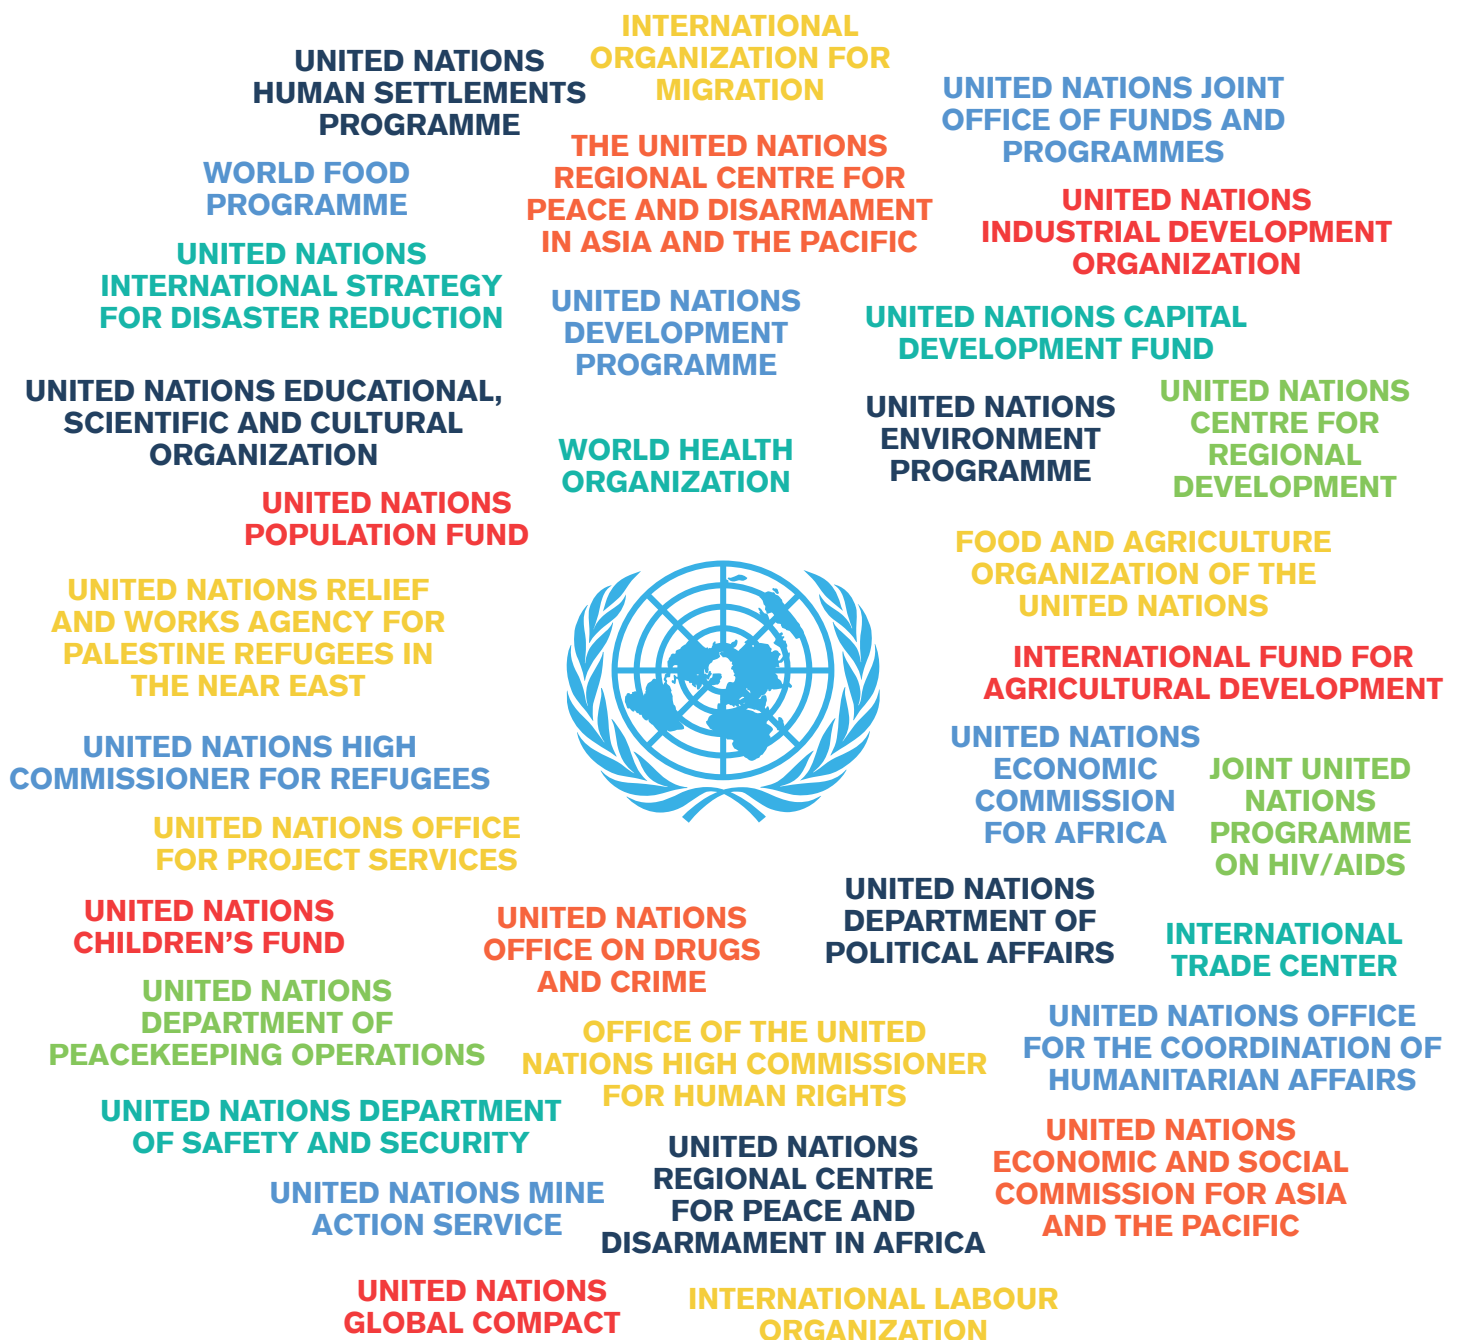 INTERNATIONAL
ORGANIZATION FOR
MIGRATION
UNITED NATIONS
HUMAN SETTLEMENTS
PROGRAMME
UNITED NATIONS JOINT
OFFICE OF FUNDS AND
PROGRAMMES
THE UNITED NATIONS
REGIONAL CENTRE FOR
PEACE AND DISARMAMENT
IN ASIA AND THE PACIFIC
WORLD FOOD
PROGRAMME
UNITED NATIONS
INDUSTRIAL DEVELOPMENT
ORGANIZATION
UNITED NATIONS
INTERNATIONAL STRATEGY
FOR DISASTER REDUCTION
UNITED NATIONS
DEVELOPMENT
PROGRAMME
UNITED NATIONS CAPITAL
DEVELOPMENT FUND
UNITED NATIONS EDUCATIONAL,
SCIENTIFIC AND CULTURAL
ORGANIZATION
UNITED NATIONS
ENVIRONMENT
PROGRAMME
UNITED NATIONS
CENTRE FOR
REGIONAL
DEVELOPMENT
WORLD HEALTH
ORGANIZATION
UNITED NATIONS
POPULATION FUND
FOOD AND AGRICULTURE
ORGANIZATION OF THE
UNITED NATIONS
UNITED NATIONS RELIEF
AND WORKS AGENCY FOR
PALESTINE REFUGEES IN
THE NEAR EAST
INTERNATIONAL FUND FOR
AGRICULTURAL DEVELOPMENT
UNITED NATIONS HIGH
COMMISSIONER FOR REFUGEES
UNITED NATIONS
ECONOMIC
COMMISSION
FOR AFRICA
JOINT UNITED
NATIONS
PROGRAMME
ON HIV/AIDS
UNITED NATIONS OFFICE
FOR PROJECT SERVICES
UNITED NATIONS
CHILDREN'S FUND
UNITED NATIONS
OFFICE ON DRUGS
AND CRIME
UNITED NATIONS
DEPARTMENT OF
POLITICAL AFFAIRS
INTERNATIONAL
TRADE CENTER
UNITED NATIONS
DEPARTMENT OF
PEACEKEEPING OPERATIONS
OFFICE OF THE UNITED
NATIONS HIGH COMMISSIONER
FOR HUMAN RIGHTS
UNITED NATIONS OFFICE
FOR THE COORDINATION OF
HUMANITARIAN AFFAIRS
UNITED NATIONS DEPARTMENT
OF SAFETY AND SECURITY
UNITED NATIONS
REGIONAL CENTRE
FOR PEACE AND
DISARMAMENT IN AFRICA
UNITED NATIONS
ECONOMIC AND SOCIAL
COMMISSION FOR ASIA
AND THE PACIFIC
UNITED NATIONS MINE
ACTION SERVICE
UNITED NATIONS
GLOBAL COMPACT
INTERNATIONAL LABOUR
ORGANIZATION